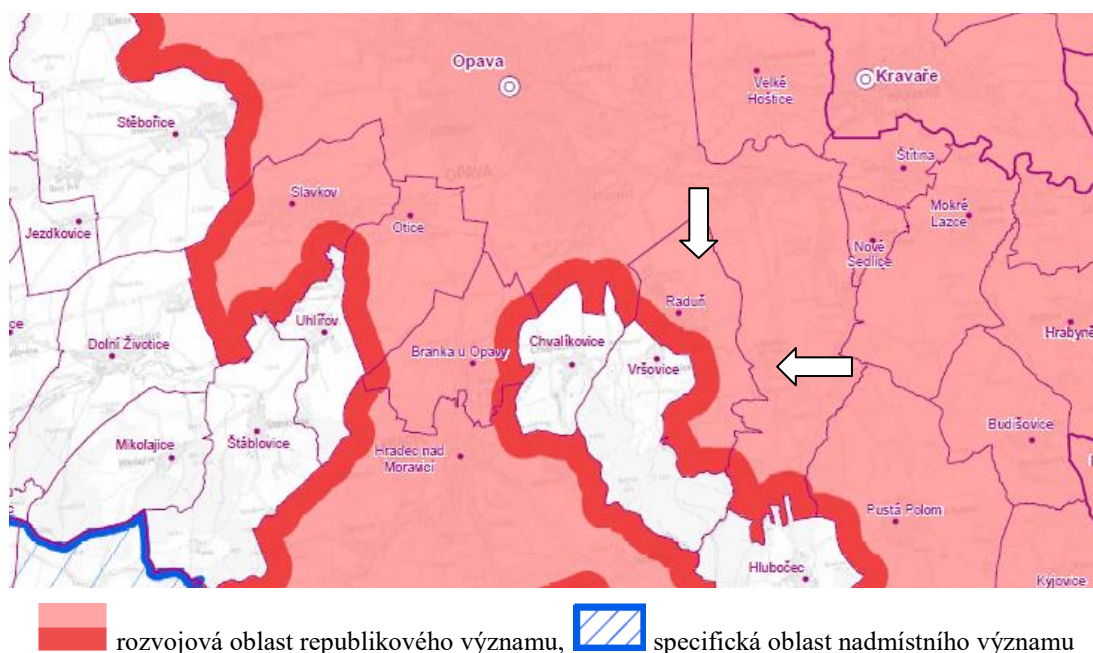 Opava
Kravaře
Velké
Hoštice
Stěbořice
OPAVA
Štítina
Slavkov
Mokré
Lazce
Otice
Jezdkovice
Nové
Sedlice
Raduň
Uhlířov
Hrabyně
Dolní Životice
Branka u Opavy
Chvalíkovice
Vršovice
Budišovice
Mikolajice
Štáblovice
Hradec nad
Moravicí
Pustá Polom
Hlubočec
Kyjovice
rozvojová oblast republikového významu, specifická oblast nadmístního významu